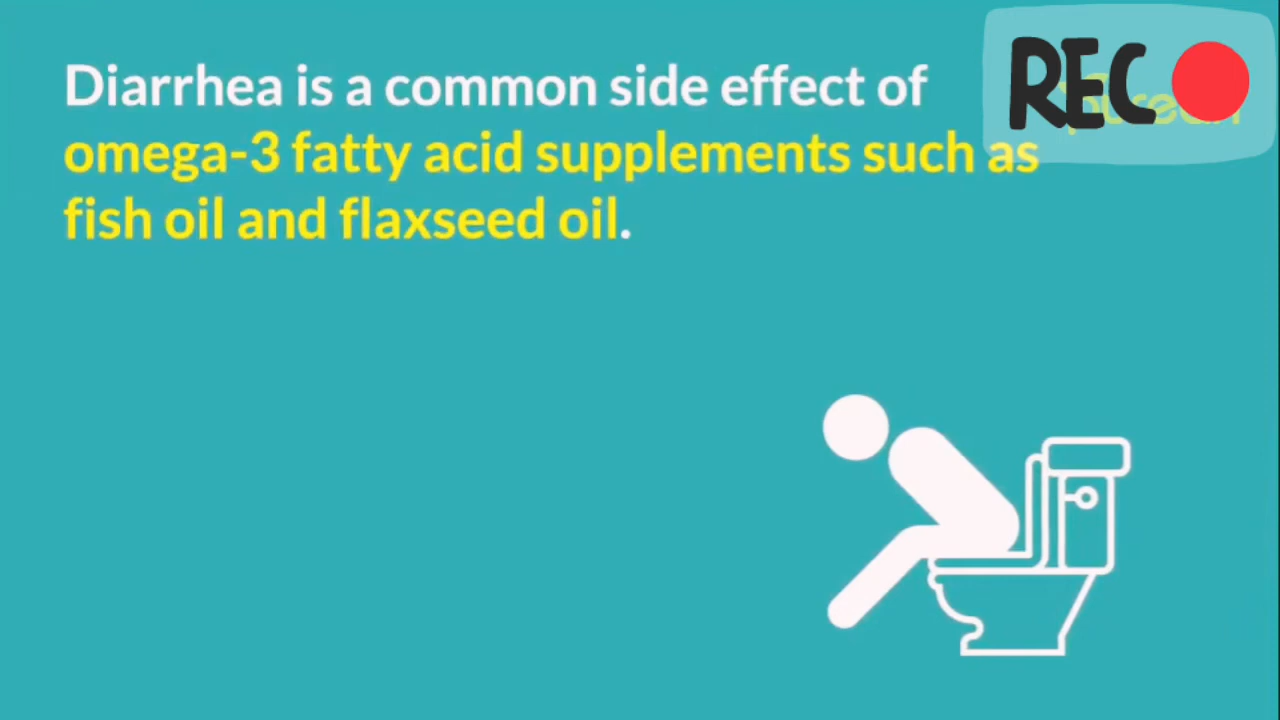 Diarrhea is a common side effect of
omega-3 fatty acid supplements such as
fish oil and flaxseed oil.
REC